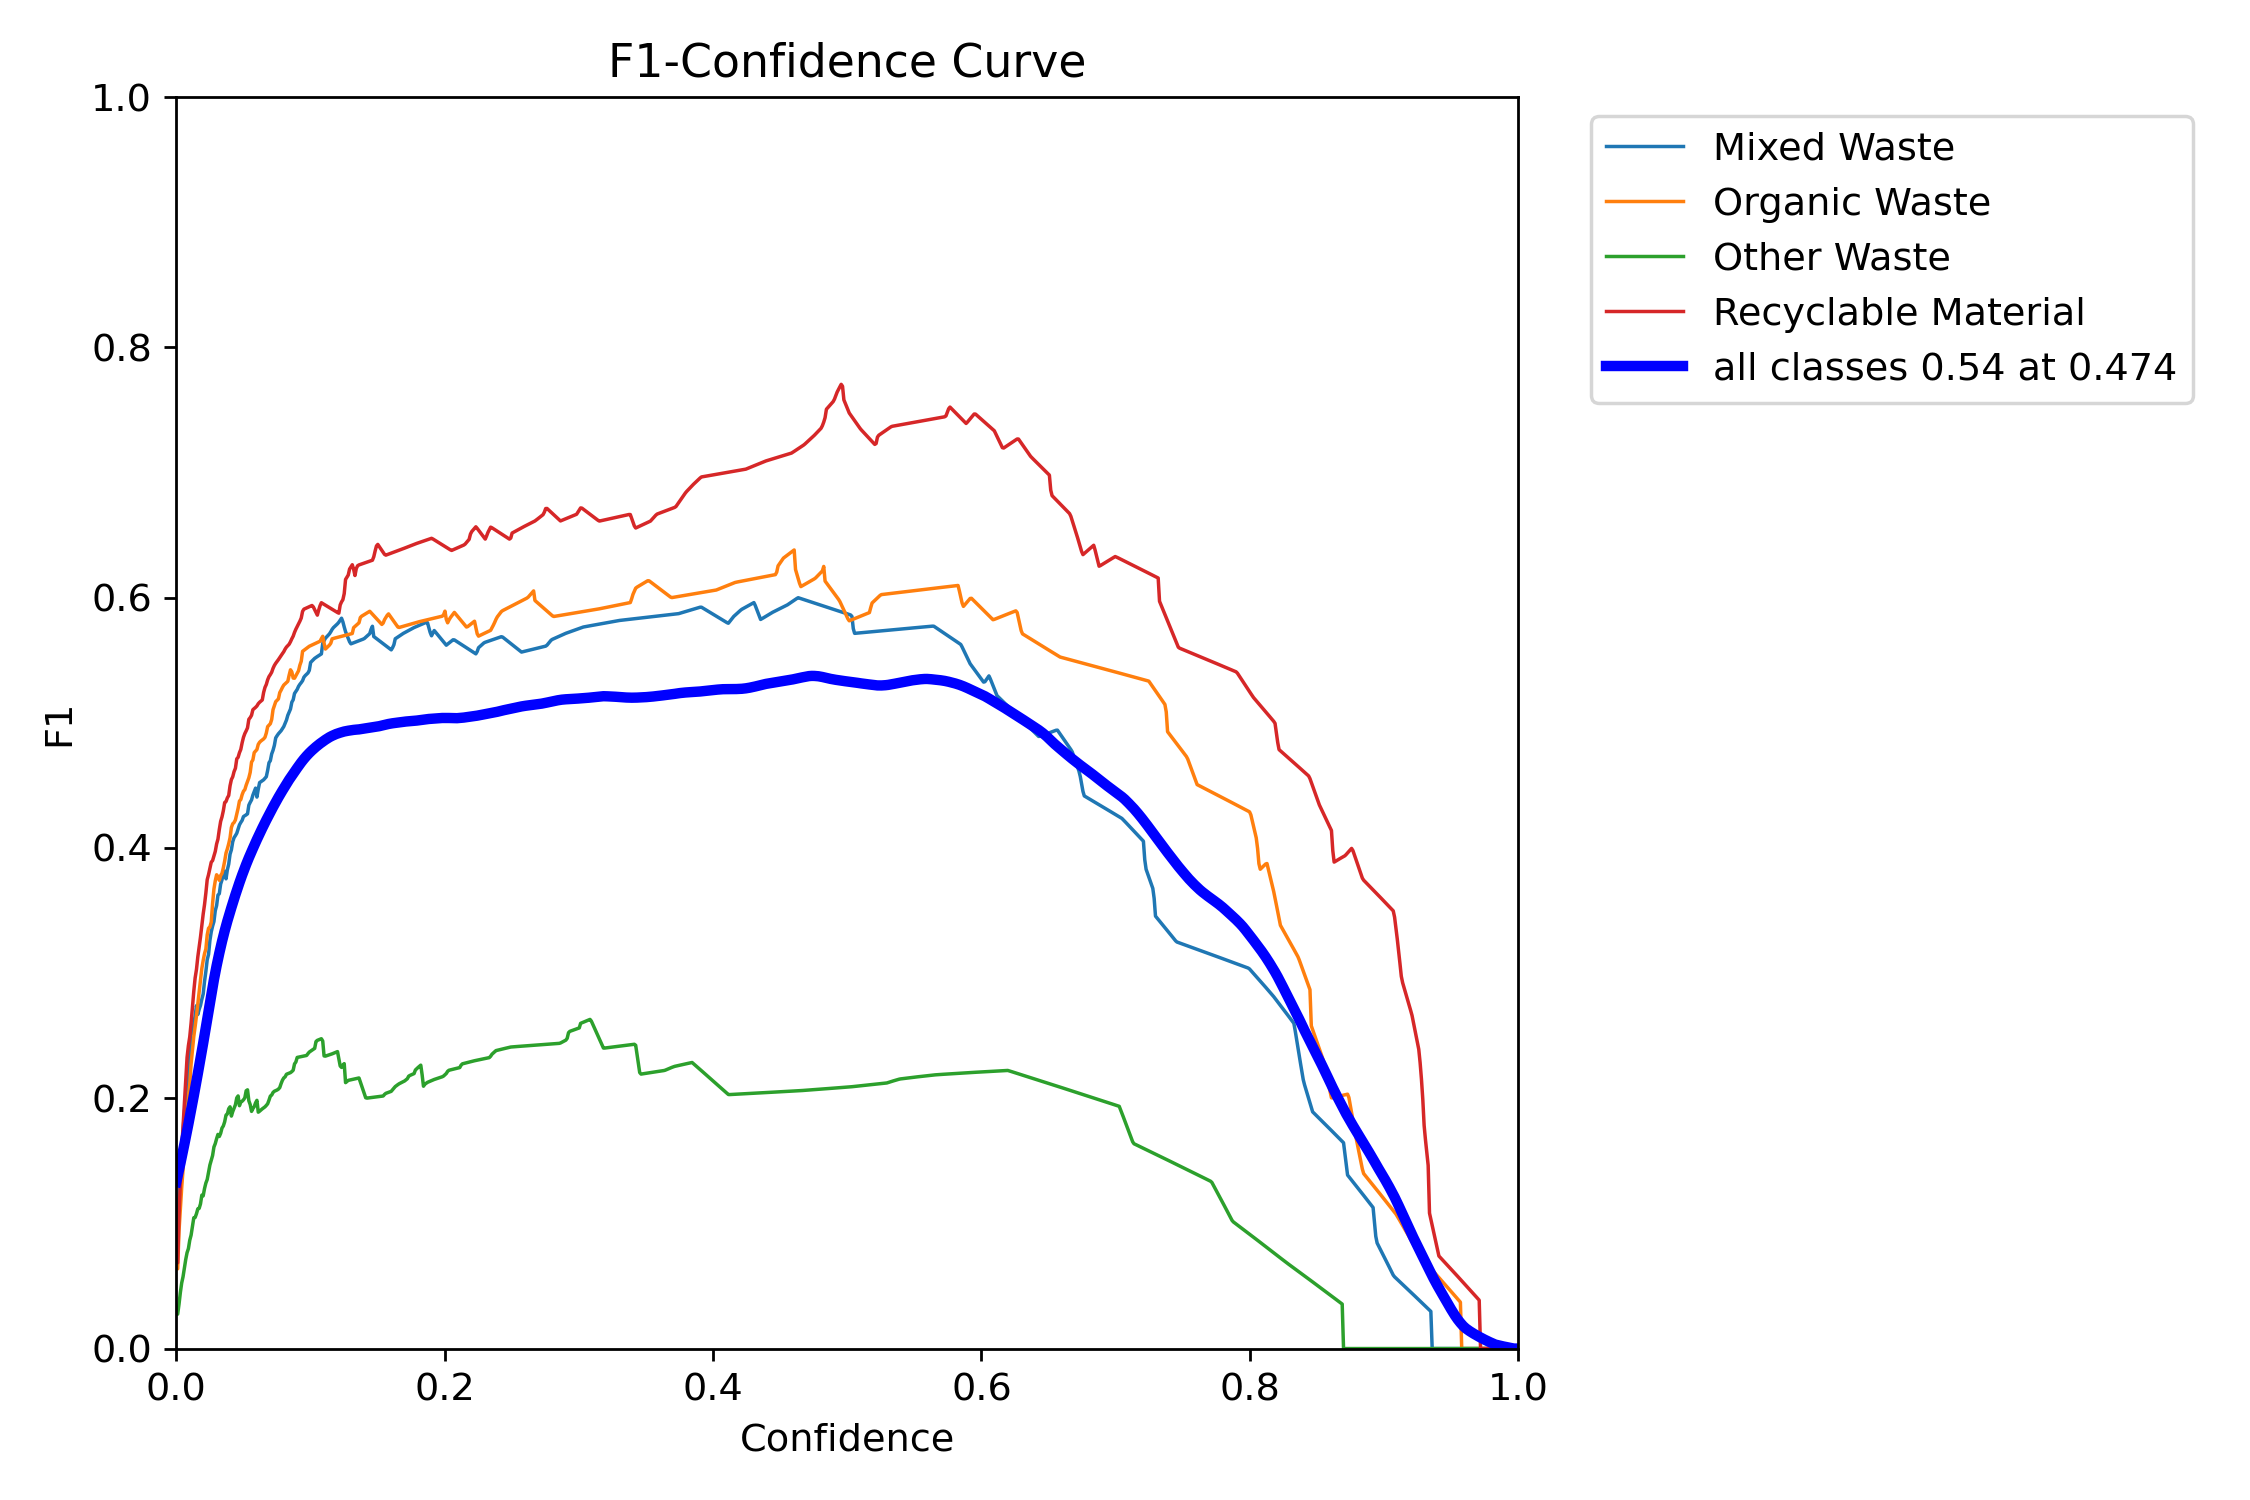 F1-Confidence Curve
1.0
0.8
0.6
0.4
0.2
0.0
F1
0.0 0.2 0.4 0.6 0.8 1.0
Confidence
Mixed Waste
Organic Waste
Other Waste
Recyclable Material
all classes 0.54 at 0.474